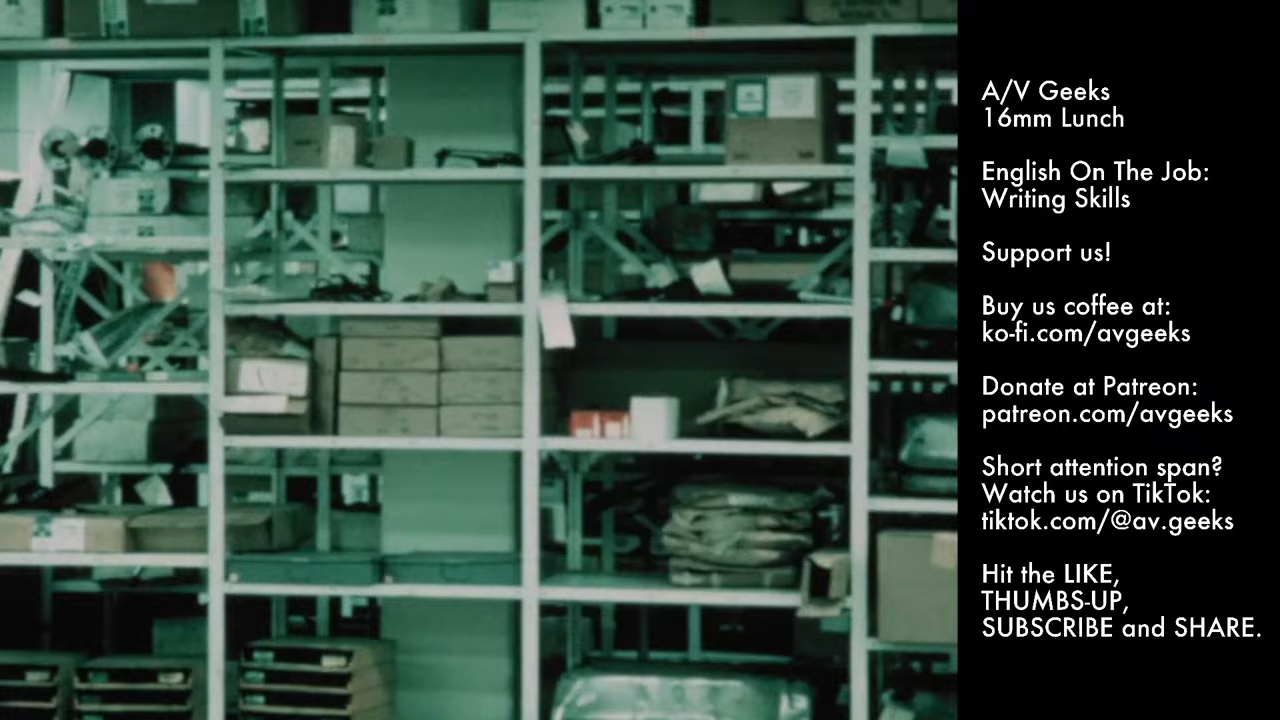 A/V Geeks
16mm Lunch
English On The Job:
Writing Skills
Support us!
Buy us coffee at:
ko-fi.com/avgeeks
Donate at Patreon:
patreon.com/avgeeks
Short attention span?
Watch us on TikTok:
tiktok.com/@av.geeks
Hit the LIKE,
THUMBS-UP,
SUBSCRIBE and SHARE.